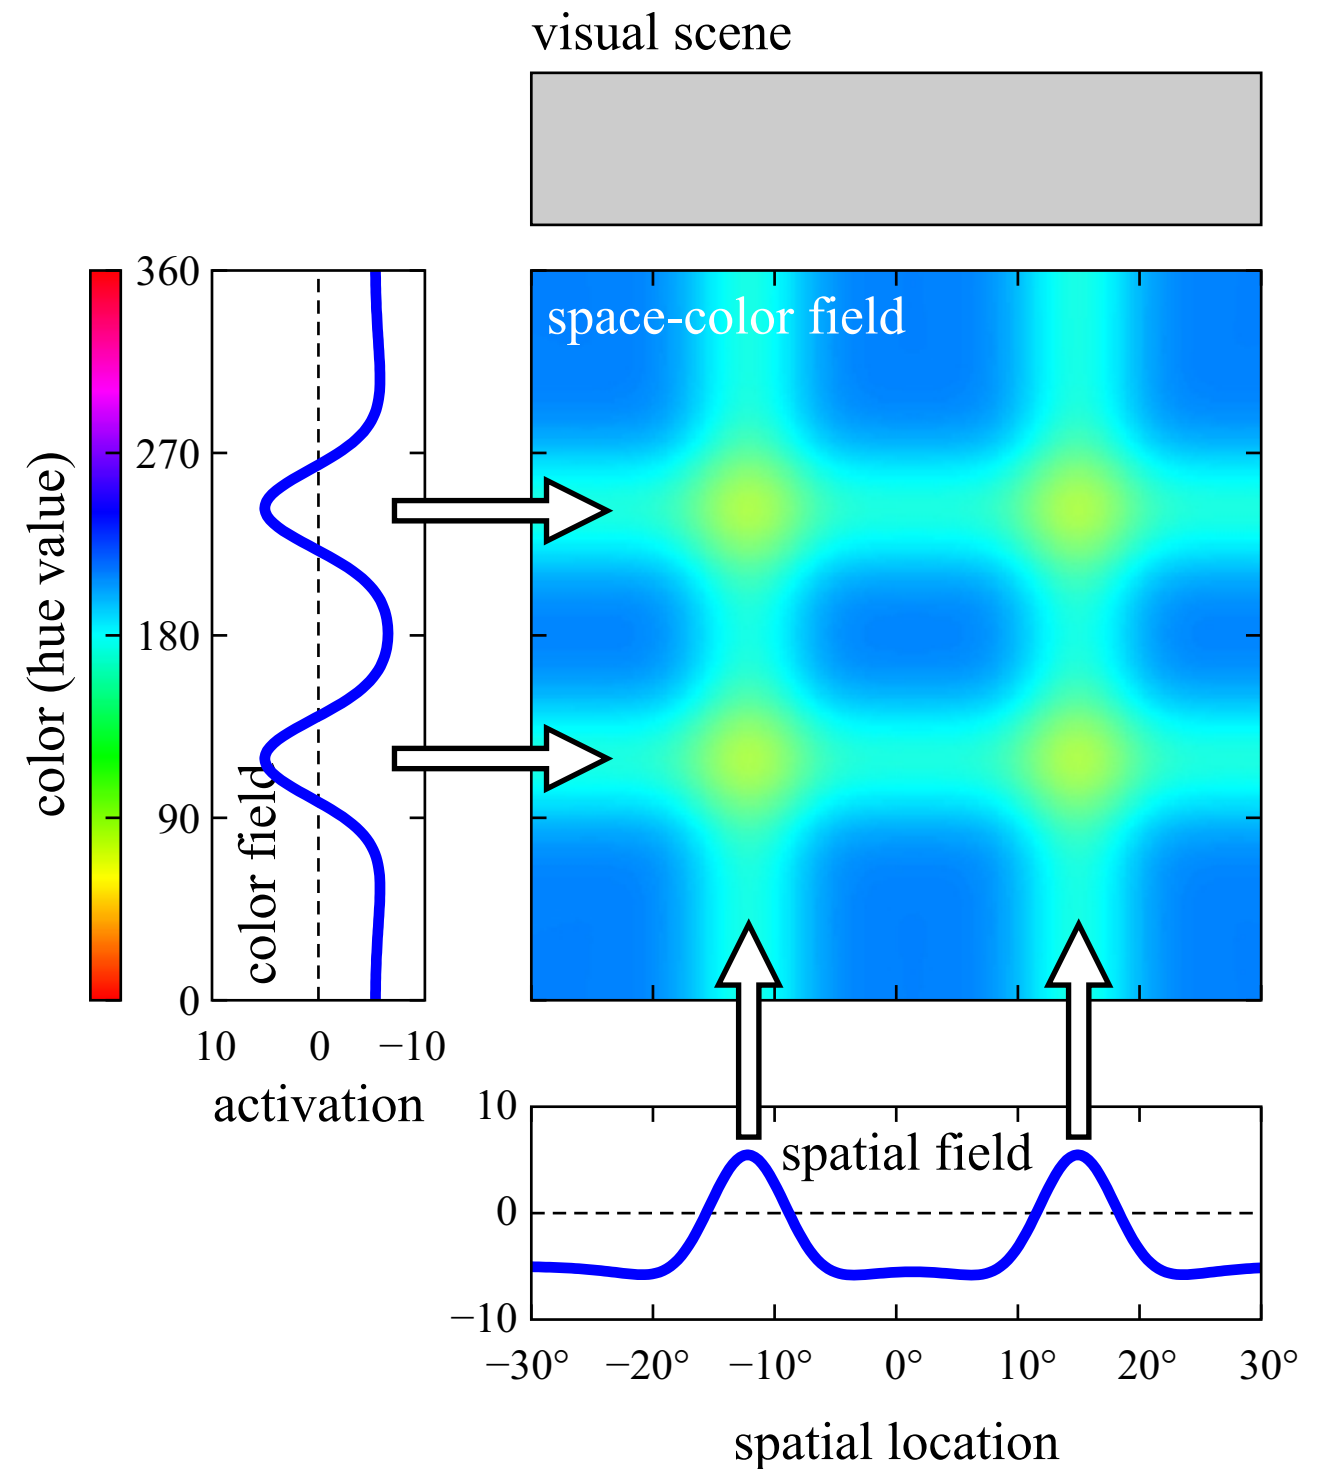 visual scene
space-color field
color (hue value)
360
270
180
90
0
color field
10 0 −10
activation
10
0
−10
spatial field
−30° −20° −10° 0° 10° 20° 30°
spatial location